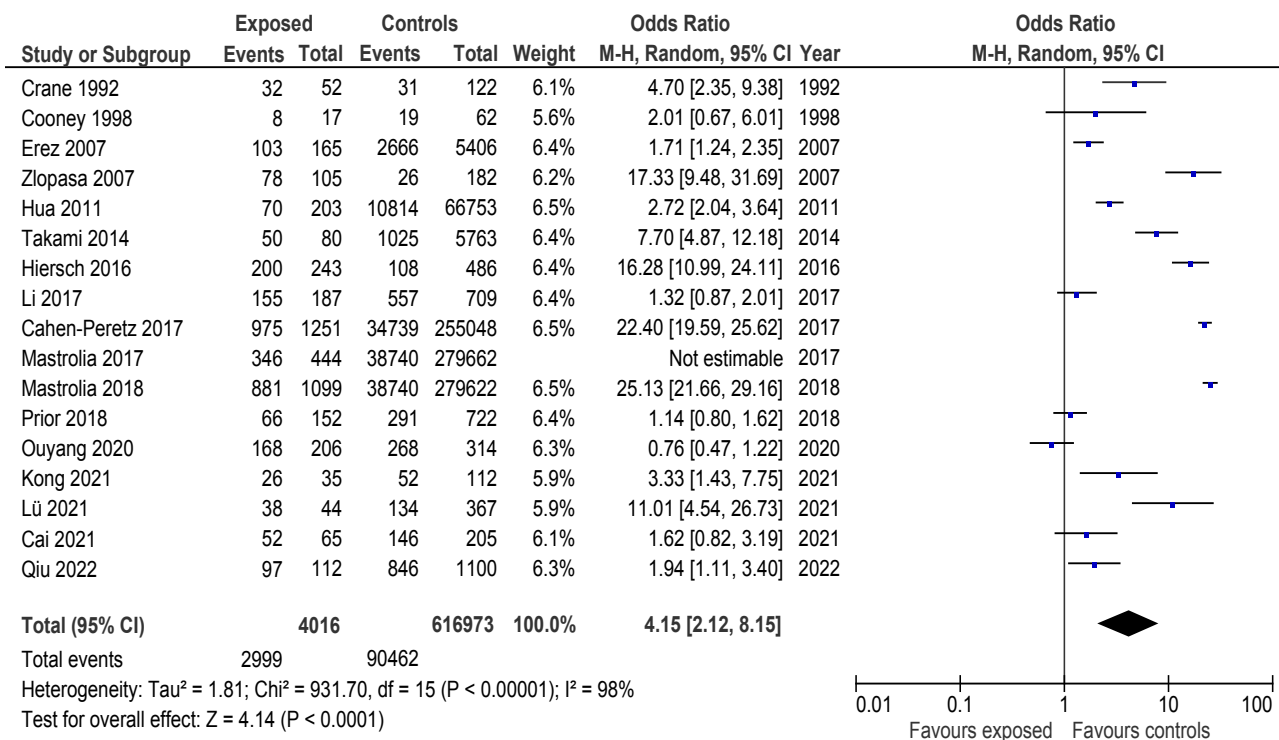 Exposed Controls Odds Ratio Odds Ratio
Study or Subgroup Events Total Events Total Weight M-H, Random, 95% CI Year M-H, Random, 95% CI
Crane 1992 32 52 31 122 6.1% 4.70 [2.35, 9.38] 1992
Cooney 1998 8 17 19 62 5.6% 2.01 [0.67, 6.01] 1998
Erez 2007 103 165 2666 5406 6.4% 1.71 [1.24, 2.35] 2007
Zlopasa 2007 78 105 26 182 6.2% 17.33 [9.48, 31.69] 2007
Hua 2011 70 203 10814 66753 6.5% 2.72 [2.04, 3.64] 2011
Takami 2014 50 80 1025 5763 6.4% 7.70 [4.87, 12.18] 2014
Hiersch 2016 200 243 108 486 6.4% 16.28 [10.99, 24.11] 2016
Li 2017 155 187 557 709 6.4% 1.32 [0.87, 2.01] 2017
Cahen-Peretz 2017 975 1251 34739 255048 6.5% 22.40 [19.59, 25.62] 2017
Mastrolia 2017 346 444 38740 279662 Not estimable 2017
Mastrolia 2018 881 1099 38740 279622 6.5% 25.13 [21.66, 29.16] 2018
Prior 2018 66 152 291 722 6.4% 1.14 [0.80, 1.62] 2018
Ouyang 2020 168 206 268 314 6.3% 0.76 [0.47, 1.22] 2020
Kong 2021 26 35 52 112 5.9% 3.33 [1.43, 7.75] 2021
Lü 2021 38 44 134 367 5.9% 11.01 [4.54, 26.73] 2021
Cai 2021 52 65 146 205 6.1% 1.62 [0.82, 3.19] 2021
Qiu 2022 97 112 846 1100 6.3% 1.94 [1.11, 3.40] 2022
Total (95% CI) 4016 616973 100.0% 4.15 [2.12, 8.15]
Total events 2999 90462
Heterogeneity: Tau² = 1.81; Chi² = 931.70, df = 15 (P < 0.00001); I² = 98%
Test for overall effect: Z = 4.14 (P < 0.0001)
0.01 0.1 1 10 100
Favours exposed Favours controls